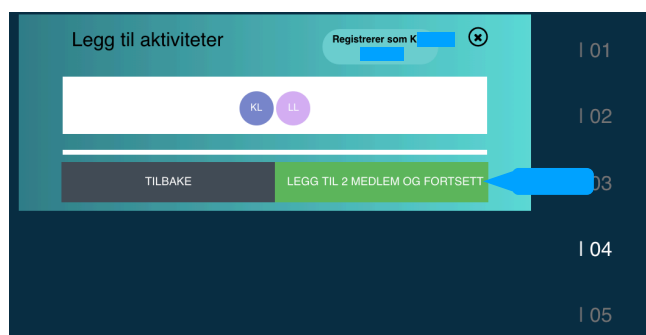 Legg til aktiviteter
Registrerer som K
KL LL
TILBAKE
LEGG TIL 2 MEDLEM OG FORTSETT
| 01
| 02
03
| 04
| 05